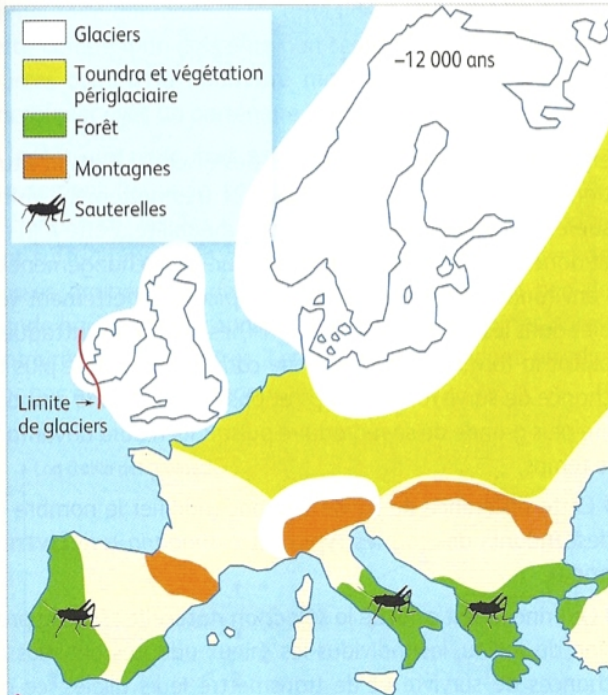 Glaciers
Toundra et végétation
périglaciaire
Forêt
Montagnes
Sauterelles
–12 000 ans
Limite →
de glaciers